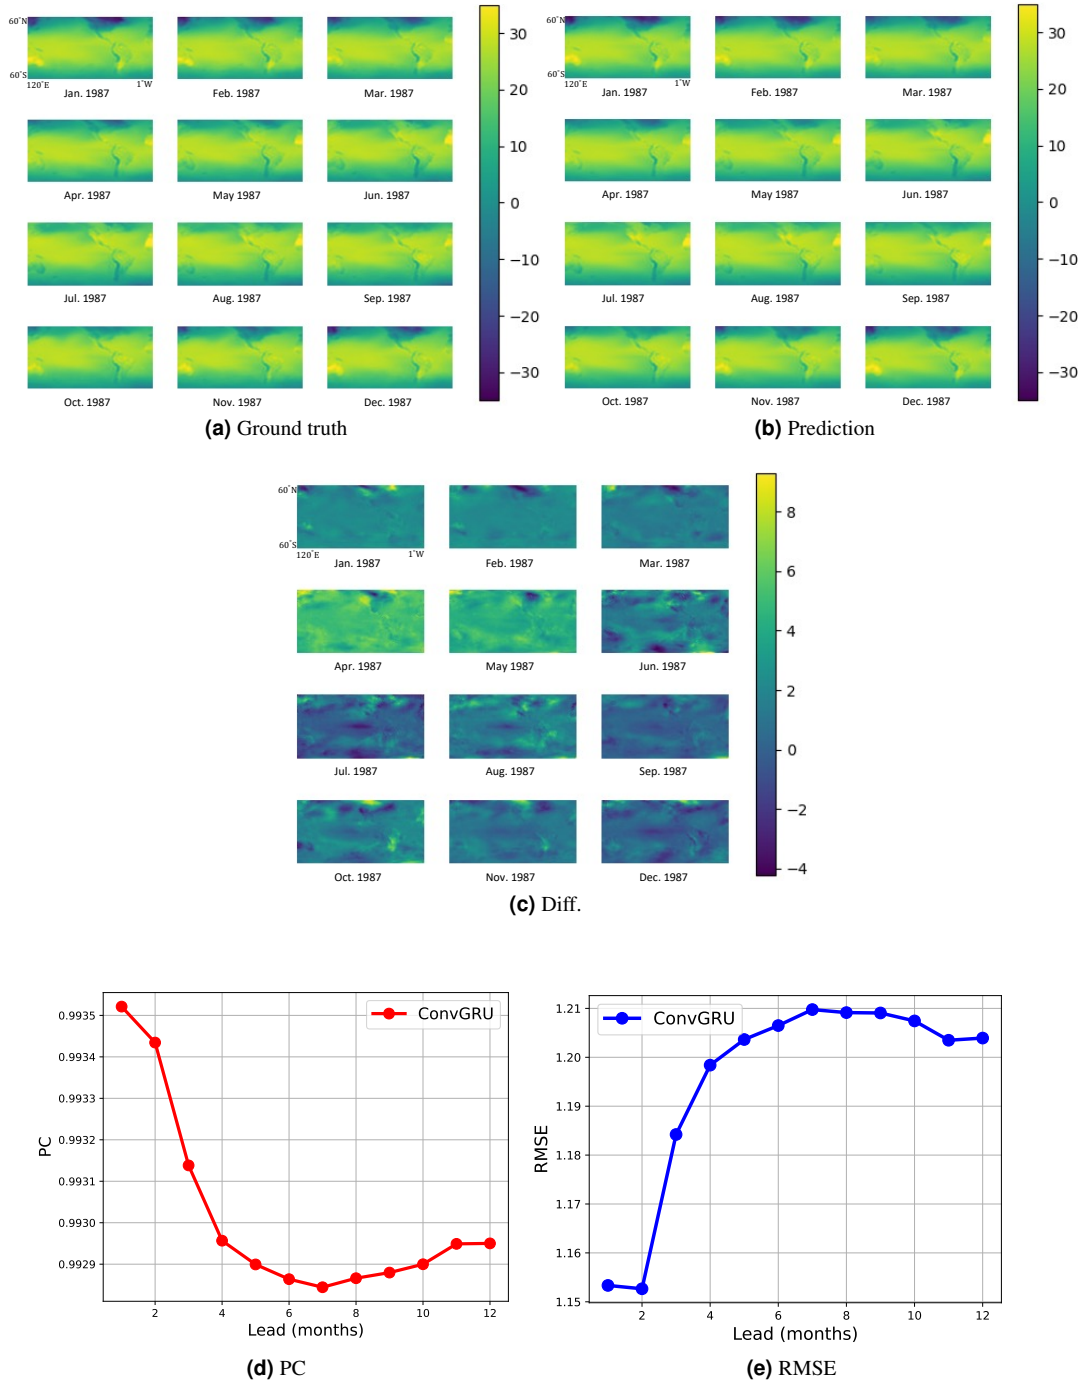 60°N
60°S
120°E 1°W
Jan. 1987 Feb. 1987 Mar. 1987
Apr. 1987 May 1987 Jun. 1987
Jul. 1987 Aug. 1987 Sep. 1987
Oct. 1987 Nov. 1987 Dec. 1987
30
20
10
0
−10
−20
−30
(a) Ground truth
60°N
60°S
120°E 1°W
Jan. 1987 Feb. 1987 Mar. 1987
Apr. 1987 May 1987 Jun. 1987
Jul. 1987 Aug. 1987 Sep. 1987
Oct. 1987 Nov. 1987 Dec. 1987
30
20
10
0
−10
−20
−30
(b) Prediction
60°N
60°S
120°E 1°W
Jan. 1987 Feb. 1987 Mar. 1987
Apr. 1987 May 1987 Jun. 1987
Jul. 1987 Aug. 1987 Sep. 1987
Oct. 1987 Nov. 1987 Dec. 1987
8
6
4
2
0
−2
−4
(c) Diff.
ConvGRU
PC
0.9935
0.9934
0.9933
0.9932
0.9931
0.9930
0.9929
2 4 6 8 10 12
Lead (months)
(d) PC
ConvGRU
RMSE
1.21
1.20
1.19
1.18
1.17
1.16
1.15
2 4 6 8 10 12
Lead (months)
(e) RMSE